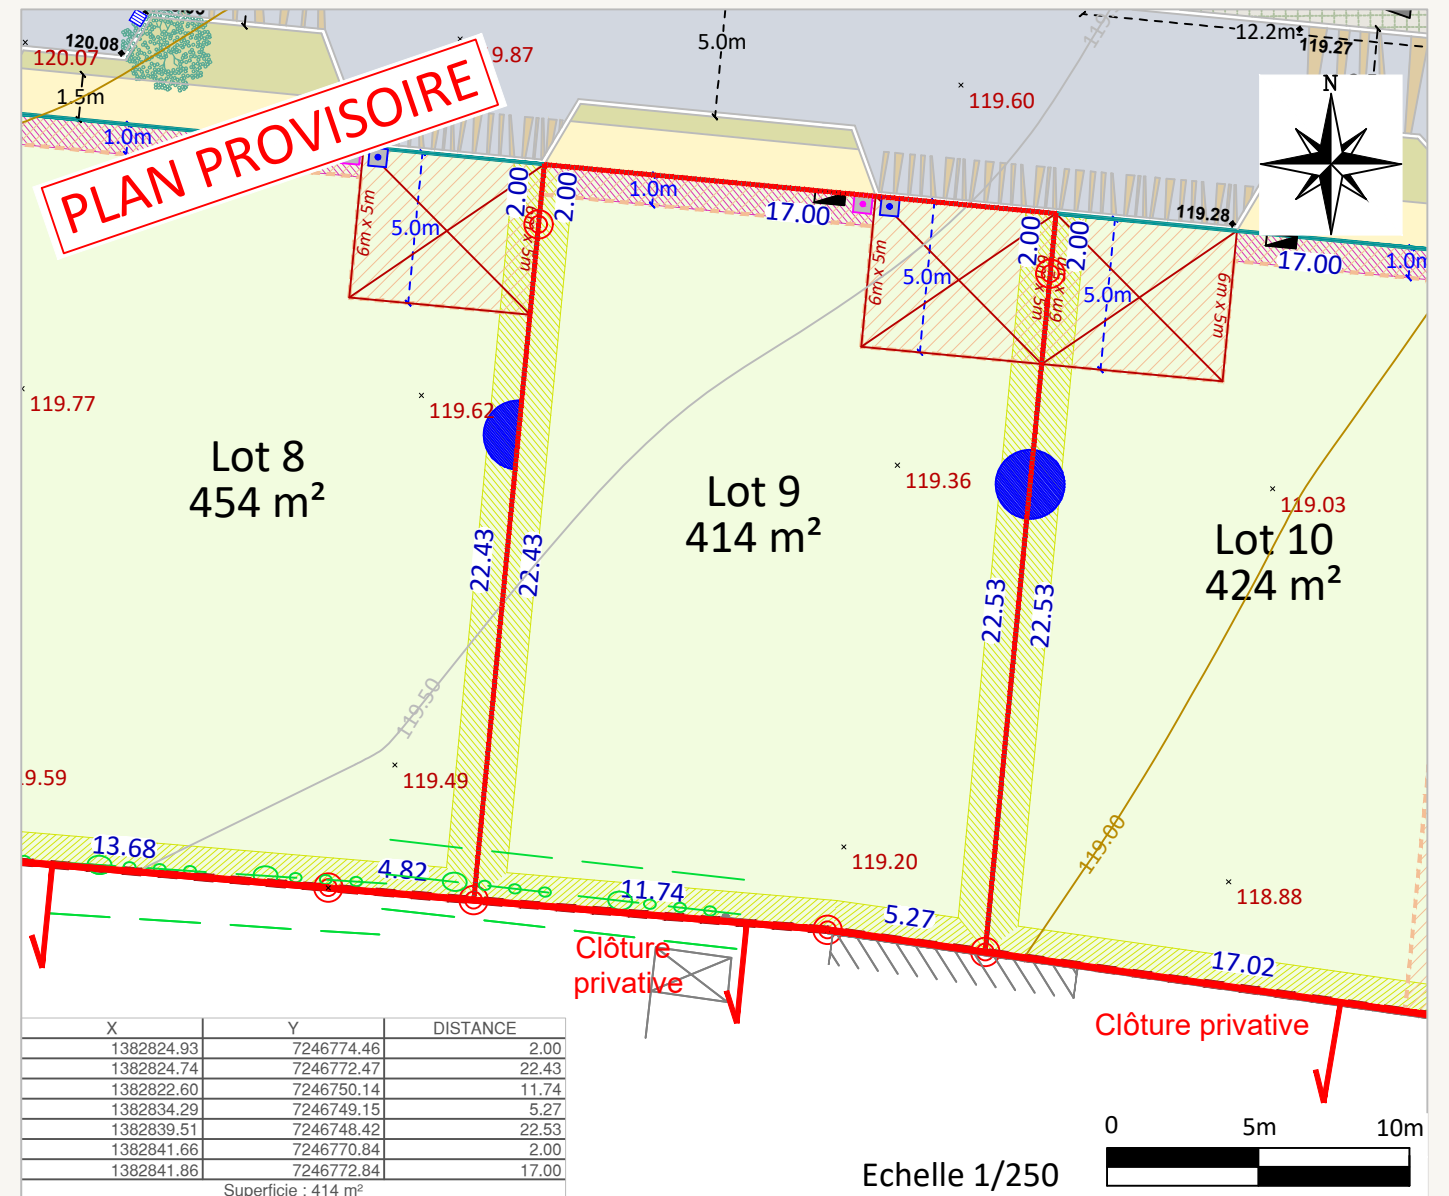 120.08
120.07
1.5m
1.0m
PLAN PROVISOIRE
9.87
5.0m
119.60
12.2m
119.27
N
6m x 5m
5.0m
2.00
2.00
6m x 5m
1.0m
17.00
6m x 5m
5.0m
2.00
2.00
6m x 5m
6m x 5m
5.0m
119.28
6m x 5m
17.00
1.0m
119.77
119.62
Lot 8
454 m²
119.36
Lot 9
414 m²
119.03
Lot 10
424 m²
22.43
22.43
22.53
22.53
119.50
9.59
119.49
119.20
119.00
118.88
13.68
4.82
11.74
5.27
17.02
Clôture
privative
Clôture privative
X Y DISTANCE
1382824.93 7246774.46 2.00
1382824.74 7246772.47 22.43
1382822.60 7246750.14 11.74
1382834.29 7246749.15 5.27
1382839.51 7246748.42 22.53
1382841.66 7246770.84 2.00
1382841.86 7246772.84 17.00
Superficie : 414 m²
Echelle 1/250
0 5m 10m